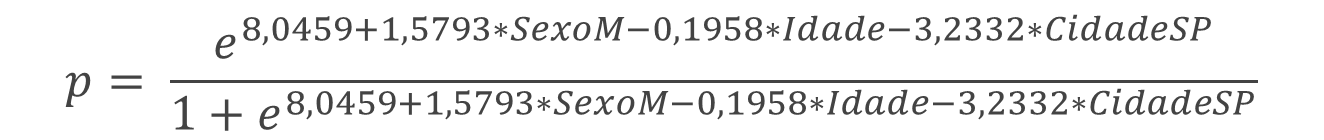 p = e^{8,0459+1,5793*SexoM−0,1958*Idade−3,2332*CidadeSP} / 1 + e^{8,0459+1,5793*SexoM−0,1958*Idade−3,2332*CidadeSP}